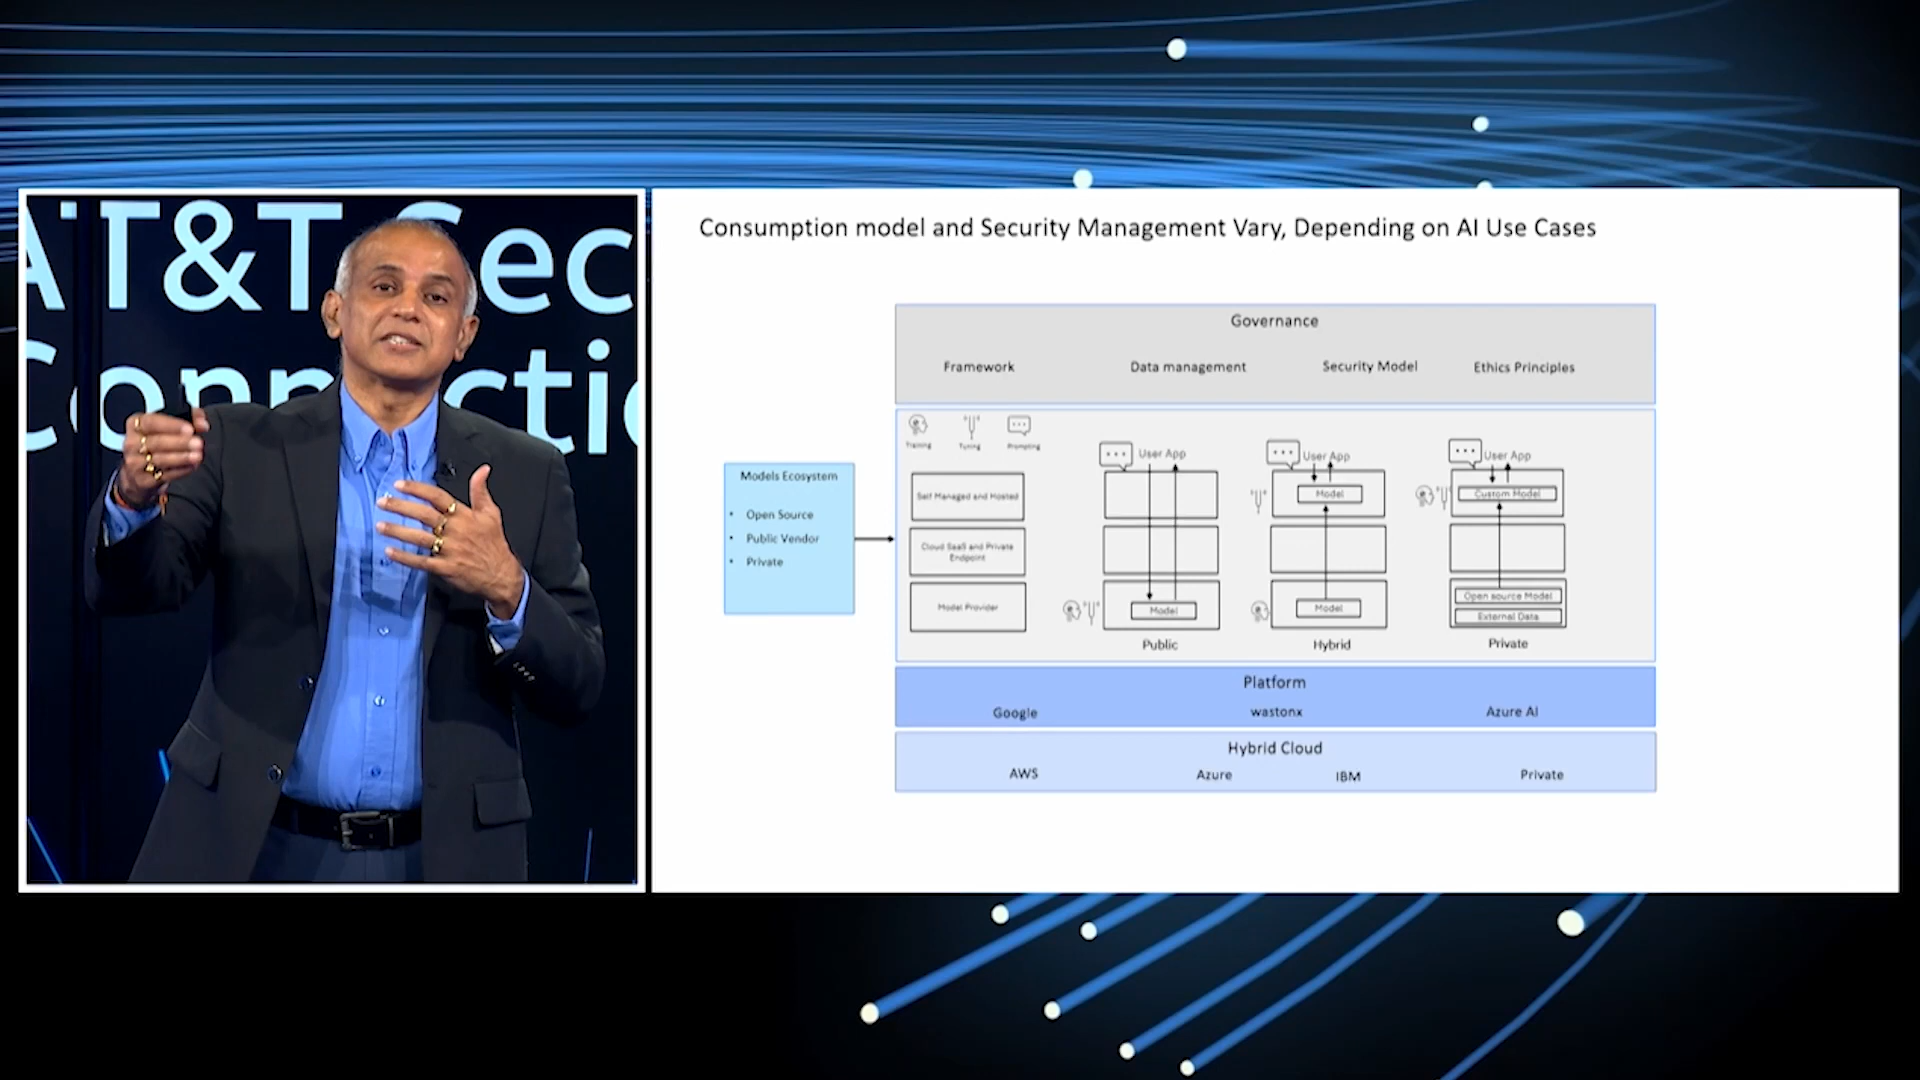 AT&T Sec
Connecti
Consumption model and Security Management Vary, Depending on AI Use Cases
Governance
Framework Data management Security Model Ethics Principles
Models Ecosystem
• Open Source
• Public Vendor
• Private
Training Tuning Prompting
Self Managed and Hosted
Cloud SaaS and Private
Endpoint
Model Provider
User App
Model
Public
User App
Model
Model
Hybrid
User App
Custom Model
Open source Model
External Data
Private
Platform
Google wastonx Azure AI
Hybrid Cloud
AWS Azure IBM Private